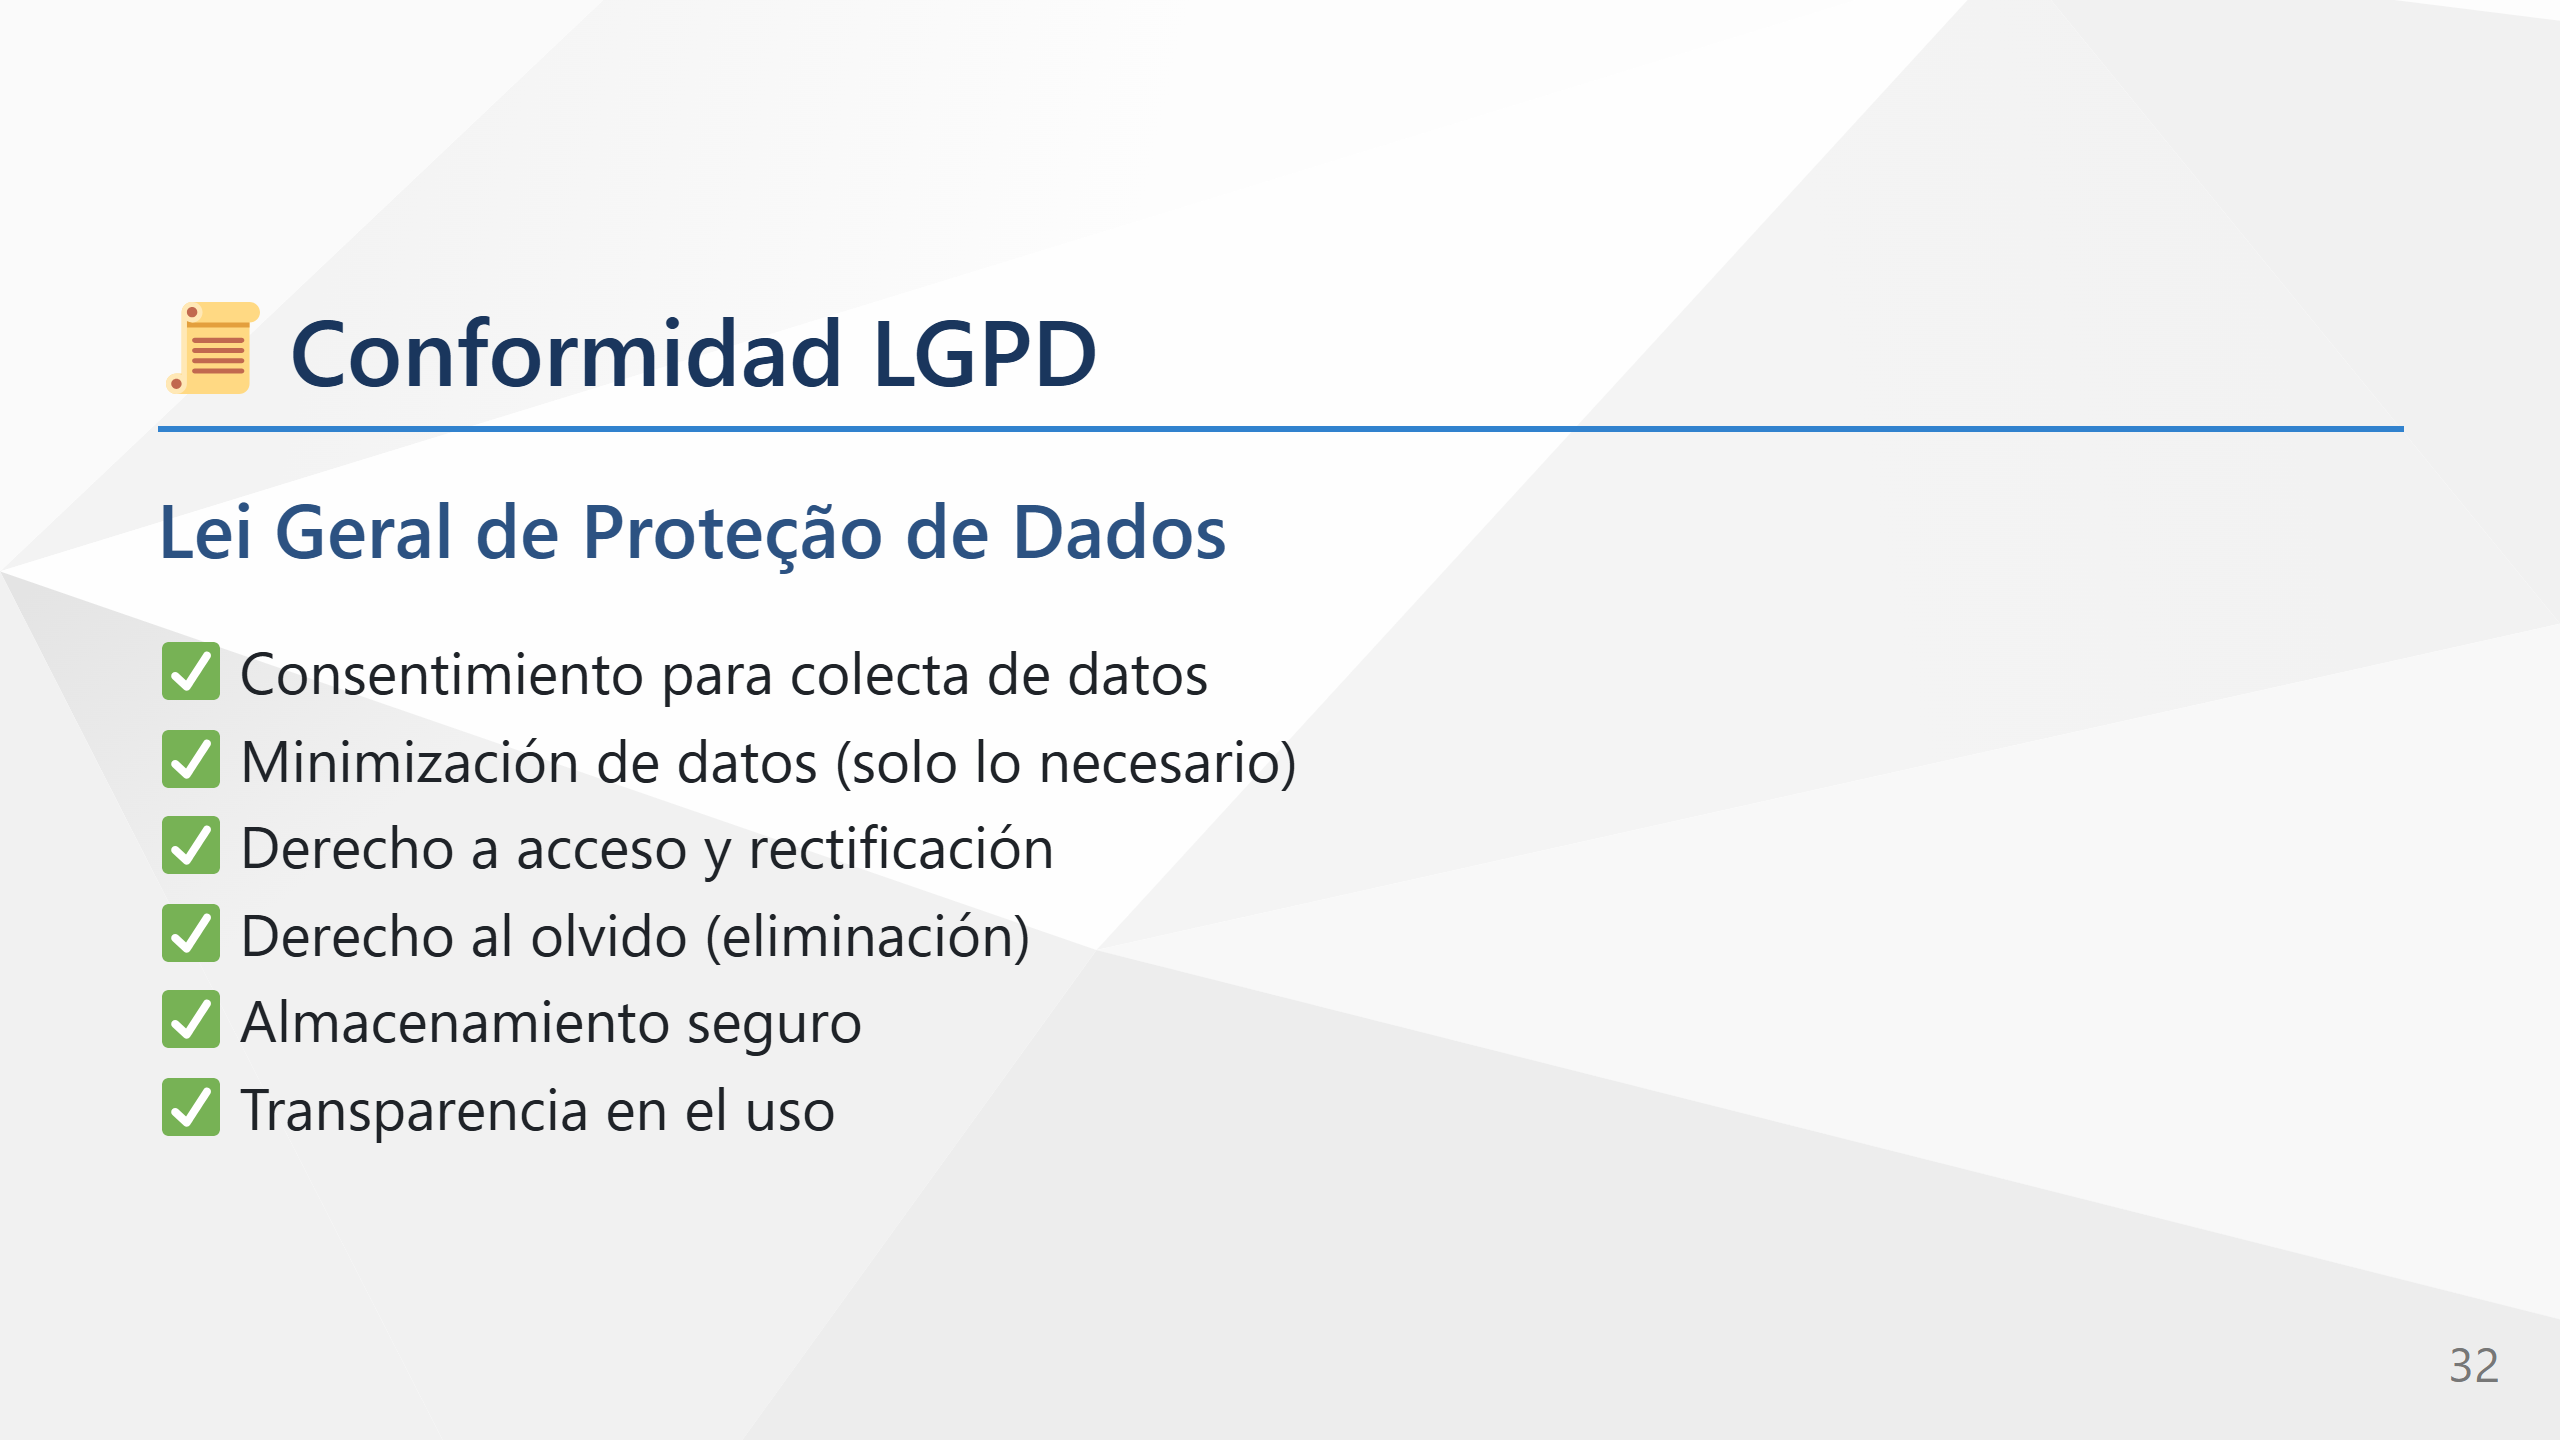 📜 Conformidad LGPD
Lei Geral de Proteção de Dados
✅ Consentimiento para colecta de datos
✅ Minimización de datos (solo lo necesario)
✅ Derecho a acceso y rectificación
✅ Derecho al olvido (eliminación)
✅ Almacenamiento seguro
✅ Transparencia en el uso
32